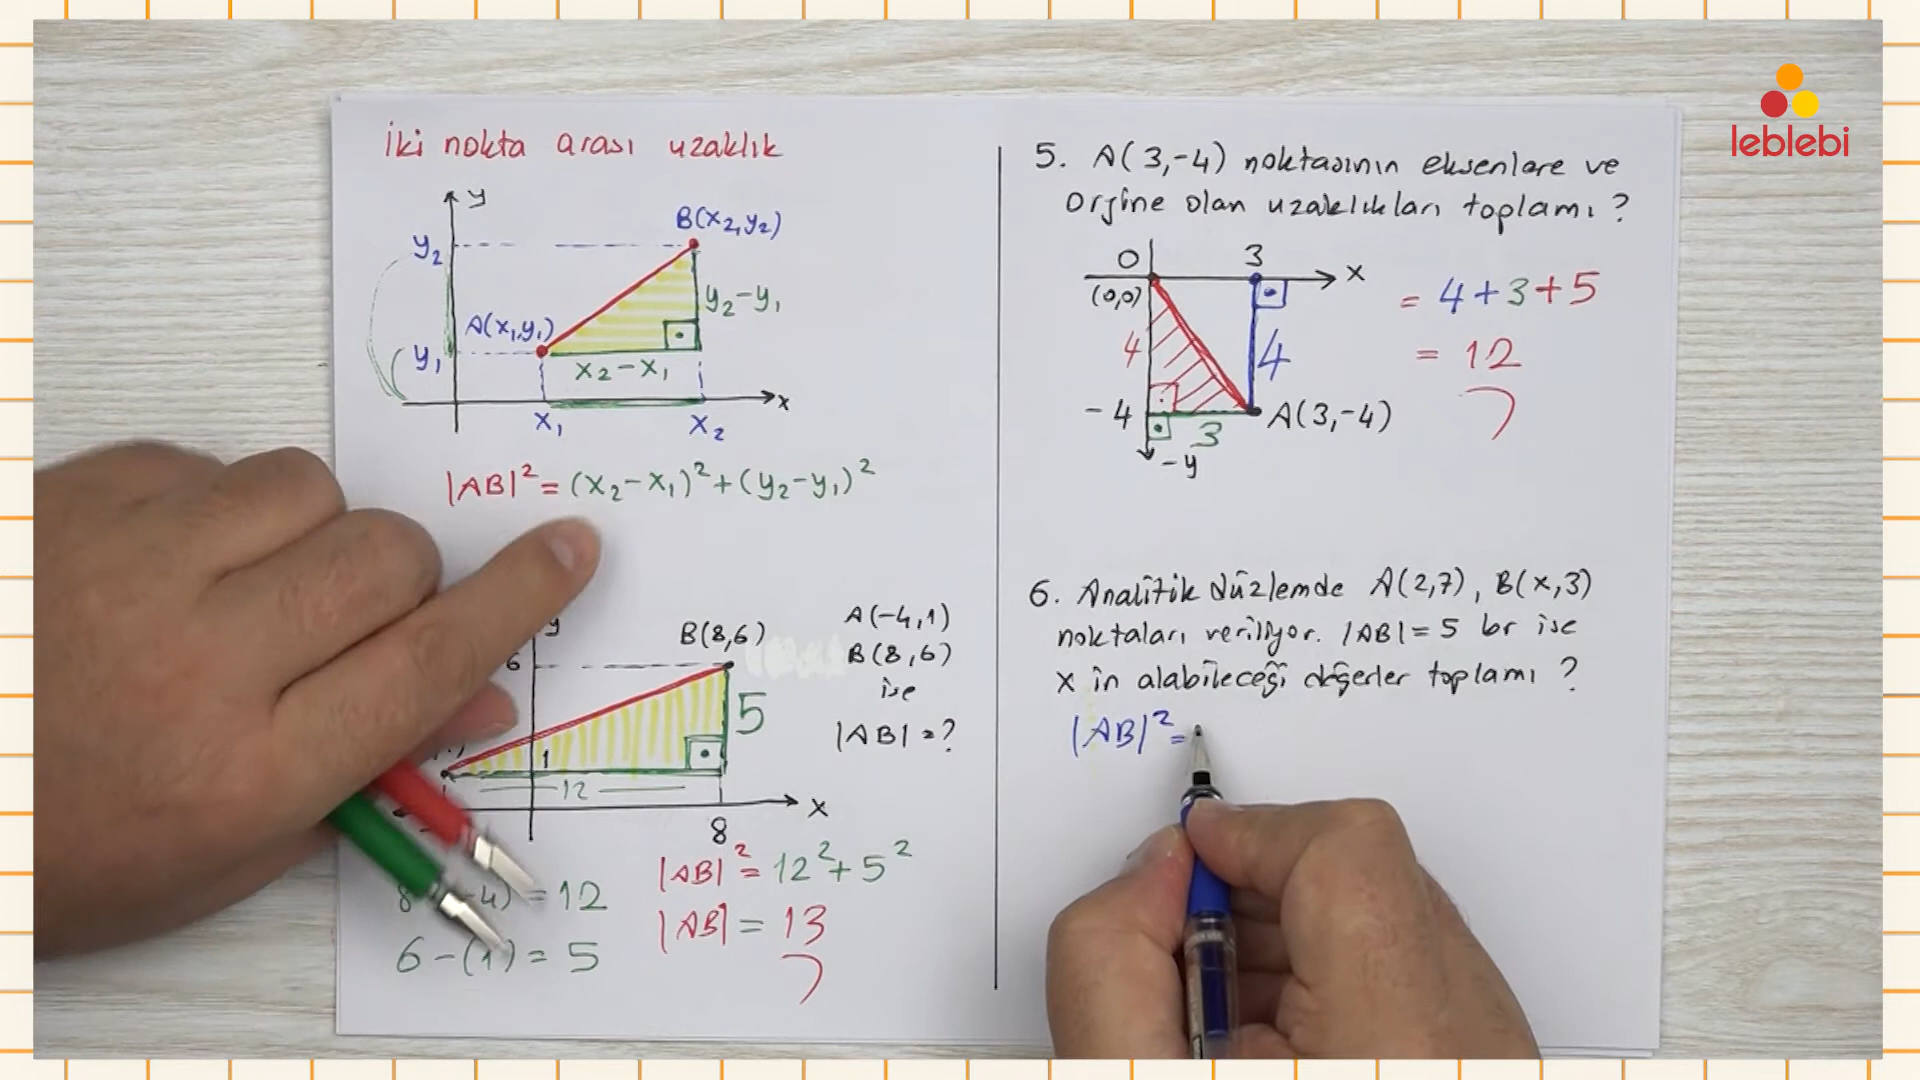 leblebi
İki nokta arası uzaklık
y
B(x₂,y₂)
y₂
A(x₁,y₁)
y₂-y₁
y₁
x₂-x₁
x
x₁
x₂
|AB|²=(x₂-x₁)²+(y₂-y₁)²
y
6
B(8,6)
5
1
12
x
8
A(-4,1)
B(8,6)
ise
|AB|=?
=12
6-(1)=5
|AB|²=12²+5²
|AB|=13
5. A(3,-4) noktasının eksenlere ve
Orjine olan uzaklıkları toplamı?
0
3
x
(0,0)
4
4
-4
3
A(3,-4)
-y
=4+3+5
=12
6. Analitik düzlemde A(2,7), B(x,3)
noktaları veriliyor. |AB|=5 br ise
x in alabileceği değerler toplamı?
|AB|²=